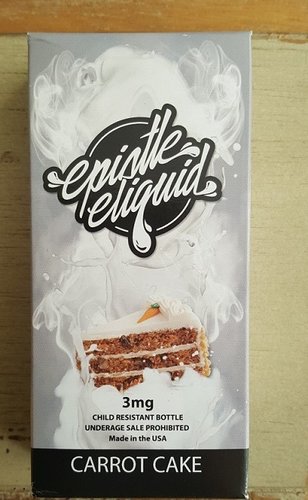 epistle
eliquid
3mg
CHILD RESISTANT BOTTLE
UNDERAGE SALE PROHIBITED
Made in the USA
CARROT CAKE